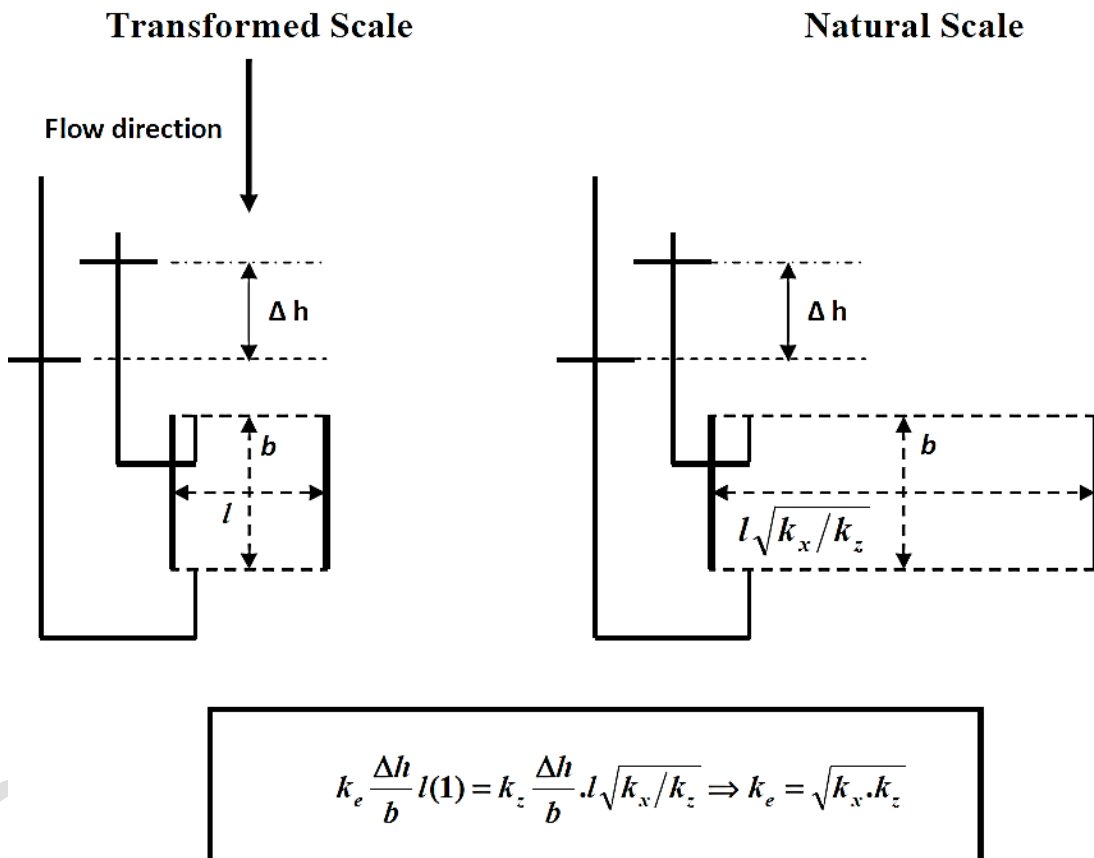 Transformed Scale
Natural Scale
Flow direction
Δ h
Δ h
b
b
l
l√(k_x/k_z)
k_e Δh/b l(1) = k_z Δh/b .l√(k_x/k_z) ⇒ k_e = √(k_x.k_z)